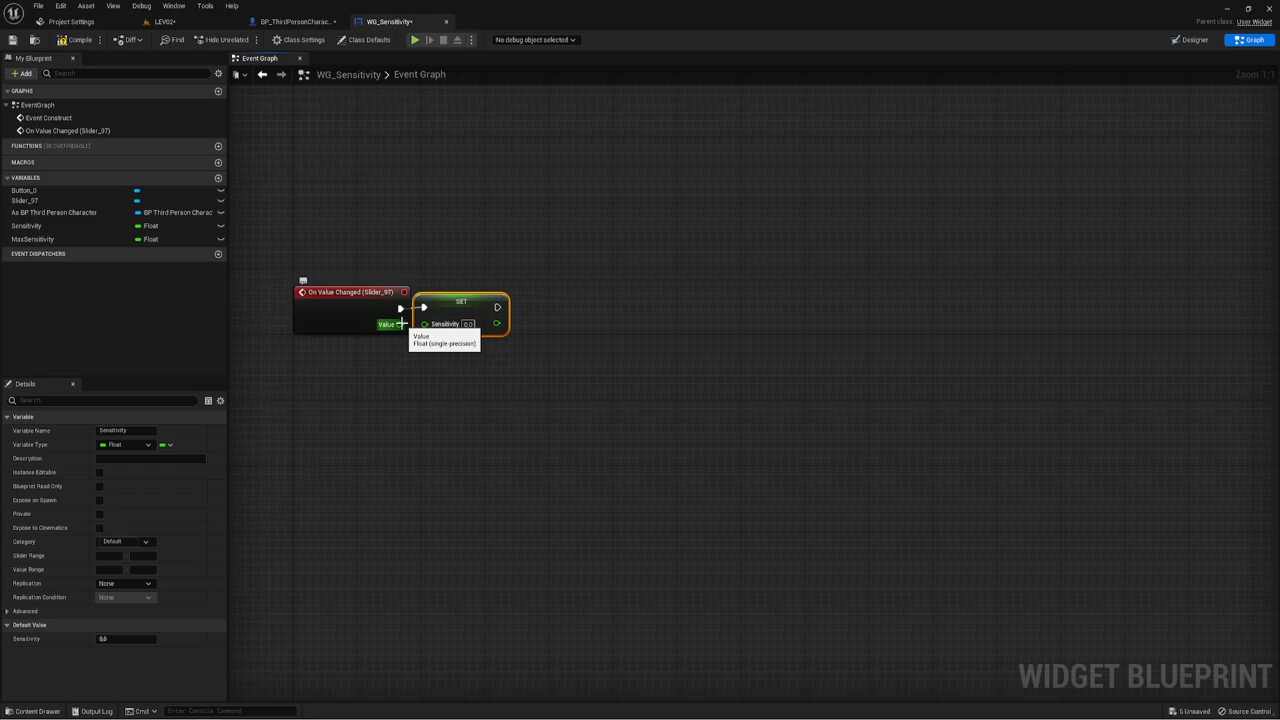 File Edit Asset View Debug Window Tools Help
Project Settings LEV02* BP_ThirdPersonCharac...* WG_Sensitivity* Parent class: User Widget
Compile Diff Find Hide Unrelated Class Settings Class Defaults No debug object selected Designer Graph
My Blueprint
Add Search
GRAPHS
EventGraph
Event Construct
On Value Changed (Slider_97)
FUNCTIONS (38 OVERRIDABLE)
MACROS
VARIABLES
Button_0
Slider_97
As BP Third Person Character BP Third Person Charac
Sensitivity Float
MaxSensitivity Float
EVENT DISPATCHERS
Event Graph
WG_Sensitivity > Event Graph Zoom 1:1
On Value Changed (Slider_97)
Value
SET
Sensitivity 0.0
Value
Float (single-precision)
Details
Search
Variable
Variable Name Sensitivity
Variable Type Float
Description
Instance Editable
Blueprint Read Only
Expose on Spawn
Private
Expose to Cinematics
Category Default
Slider Range
Value Range
Replication None
Replication Condition None
Advanced
Default Value
Sensitivity 0.0
WIDGET BLUEPRINT
Content Drawer Output Log Cmd Enter Console Command 6 Unsaved Source Control